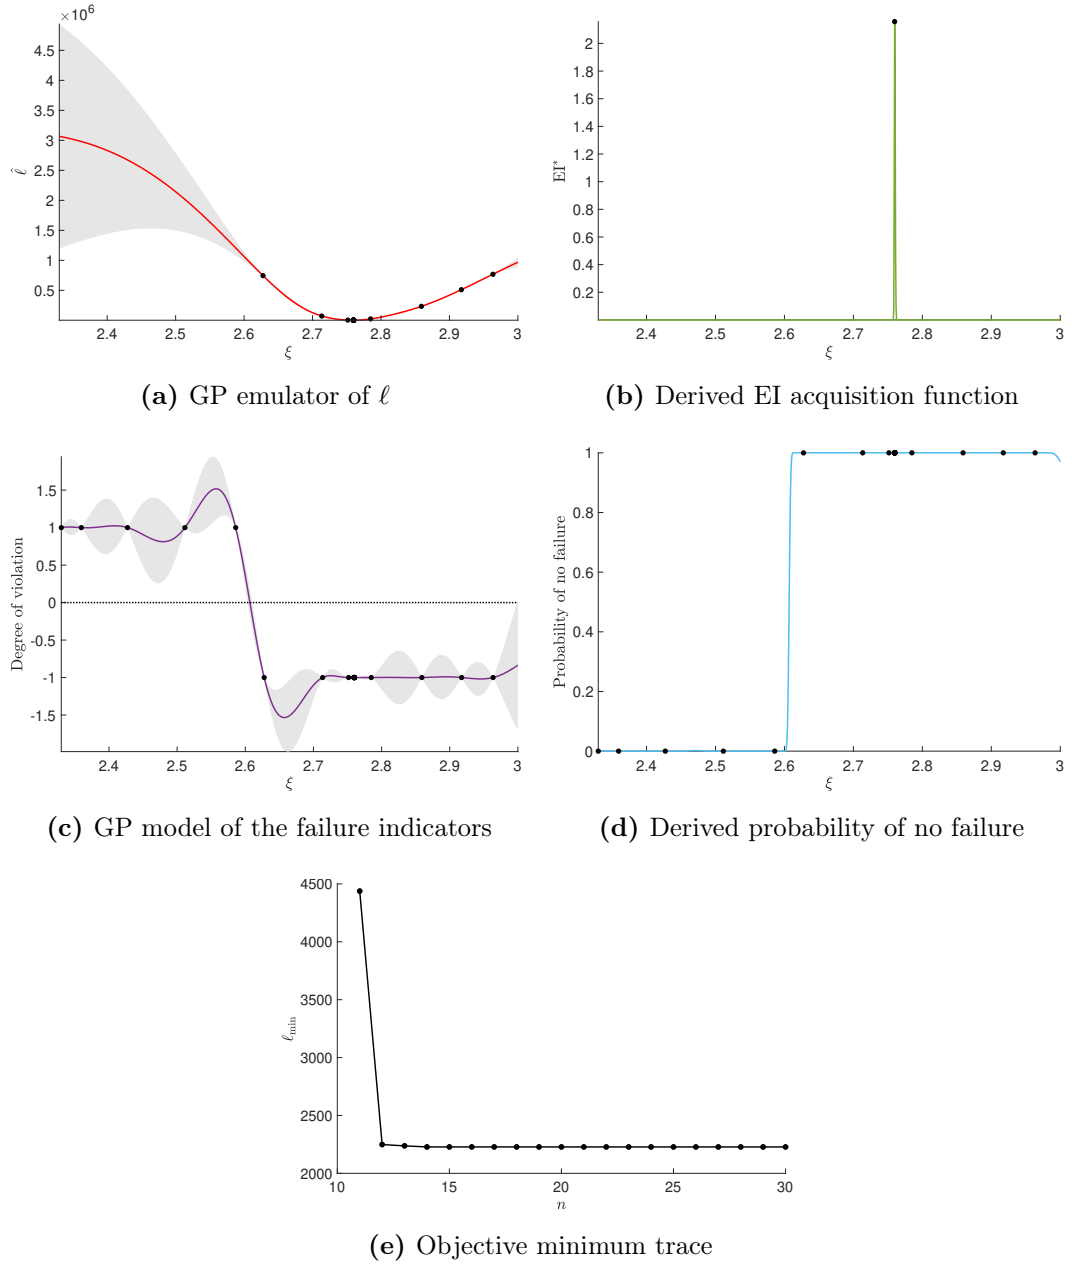 ×10⁶
4.5
4
3.5
3
2.5
2
1.5
1
0.5
ℓ̂
2.4 2.5 2.6 2.7 2.8 2.9 3
ξ
(a) GP emulator of ℓ
2
1.8
1.6
1.4
1.2
1
0.8
0.6
0.4
0.2
EI*
2.4 2.5 2.6 2.7 2.8 2.9 3
ξ
(b) Derived EI acquisition function
1.5
1
0.5
0
-0.5
-1
-1.5
Degree of violation
2.4 2.5 2.6 2.7 2.8 2.9 3
ξ
(c) GP model of the failure indicators
1
0.8
0.6
0.4
0.2
0
Probability of no failure
2.4 2.5 2.6 2.7 2.8 2.9 3
ξ
(d) Derived probability of no failure
4500
4000
3500
3000
2500
2000
ℓmin
10 15 20 25 30
n
(e) Objective minimum trace